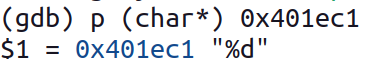 (gdb) p (char*) 0x401ec1
$1 = 0x401ec1 "%d"